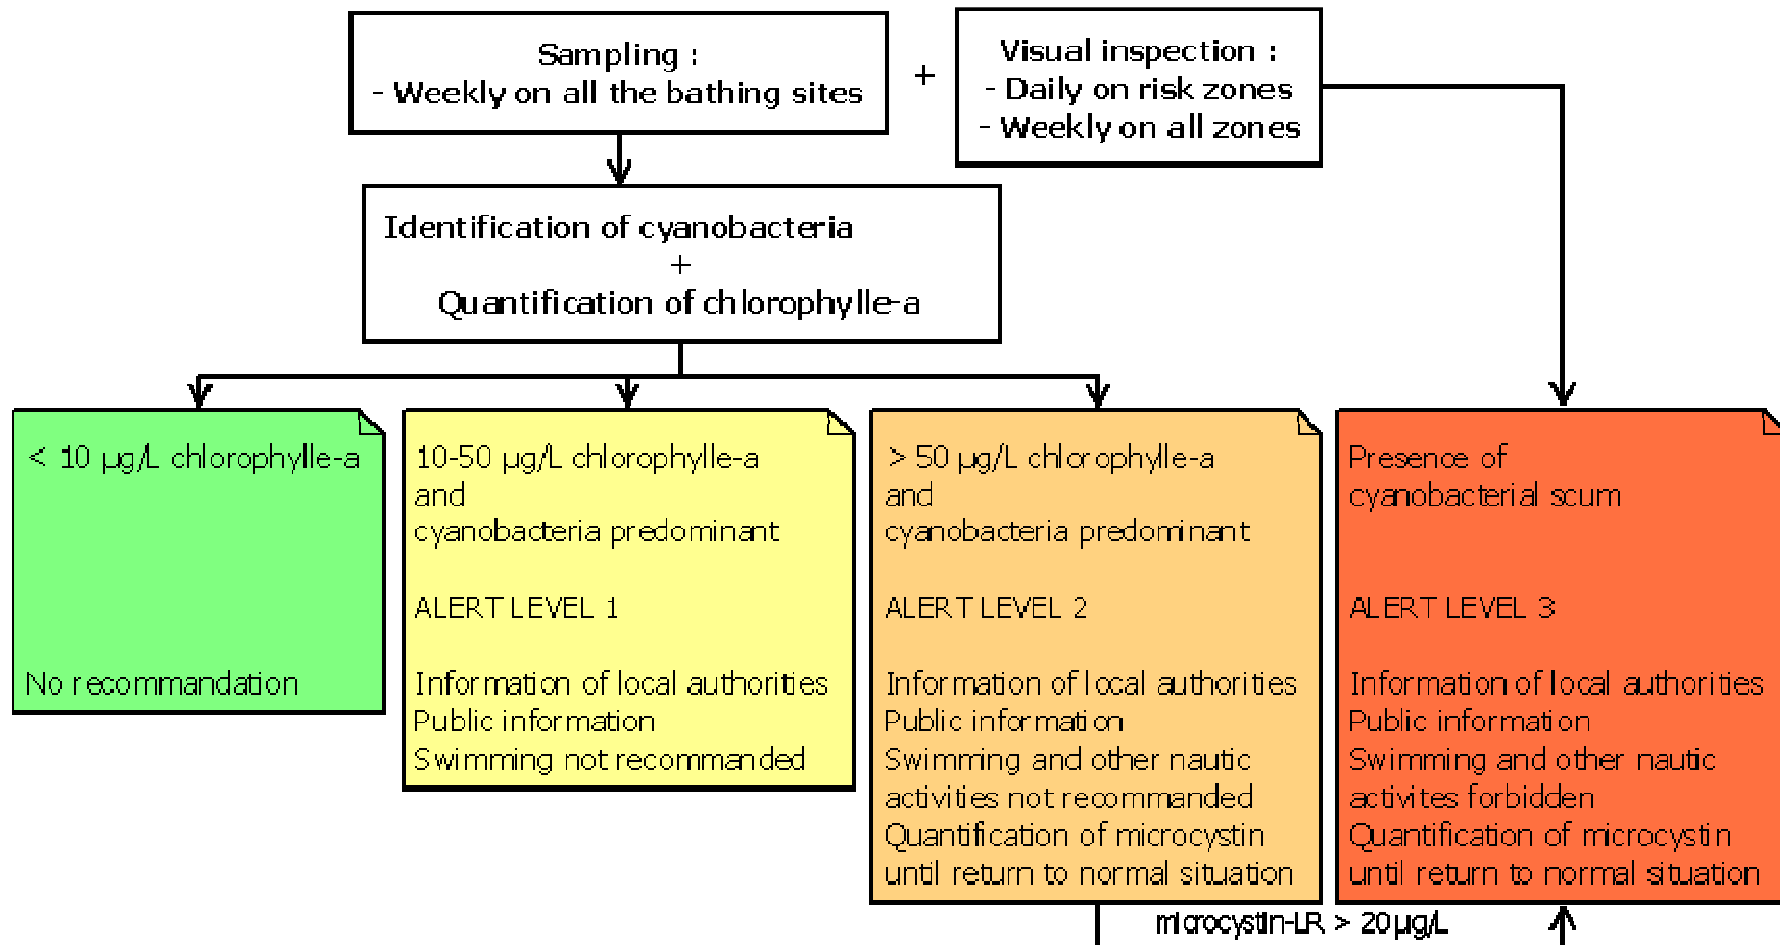 Sampling :
- Weekly on all the bathing sites
+
Visual inspection :
- Daily on risk zones
- Weekly on all zones
Identification of cyanobacteria
+
Quantification of chlorophylle-a
< 10 µg/L chlorophylle-a
No recommandation
10-50 µg/L chlorophylle-a
and
cyanobacteria predominant
ALERT LEVEL 1
Information of local authorities
Public information
Swimming not recommanded
> 50 µg/L chlorophylle-a
and
cyanobacteria predominant
ALERT LEVEL 2
Information of local authorities
Public information
Swimming and other nautic
activities not recommanded
Quantification of microcystin
until return to normal situation
Presence of
cyanobacterial scum
ALERT LEVEL 3
Information of local authorities
Public information
Swimming and other nautic
activites forbidden
Quantification of microcystin
until return to normal situation
microcystin-LR > 20µg/L